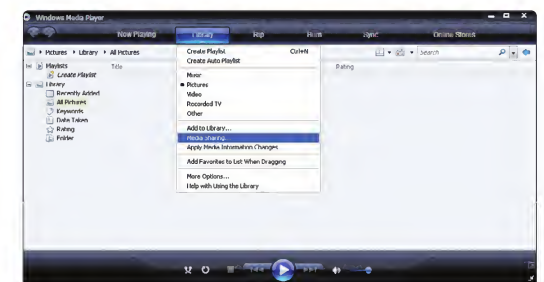 Windows Media Player
Now Playing Library Rip Burn Sync Online Stores
Pictures Library All Pictures Search
Playlists Title Rating
Create Playlist
Library
Recently Added
All Pictures
Keywords
Date Taken
Rating
Folder
Create Playlist Ctrl+N
Create Auto Playlist
Music
Pictures
Video
Recorded TV
Other
Add to Library...
Media Sharing...
Apply Media Information Changes
Add Favorites to List When Dragging
More Options...
Help with Using the Library